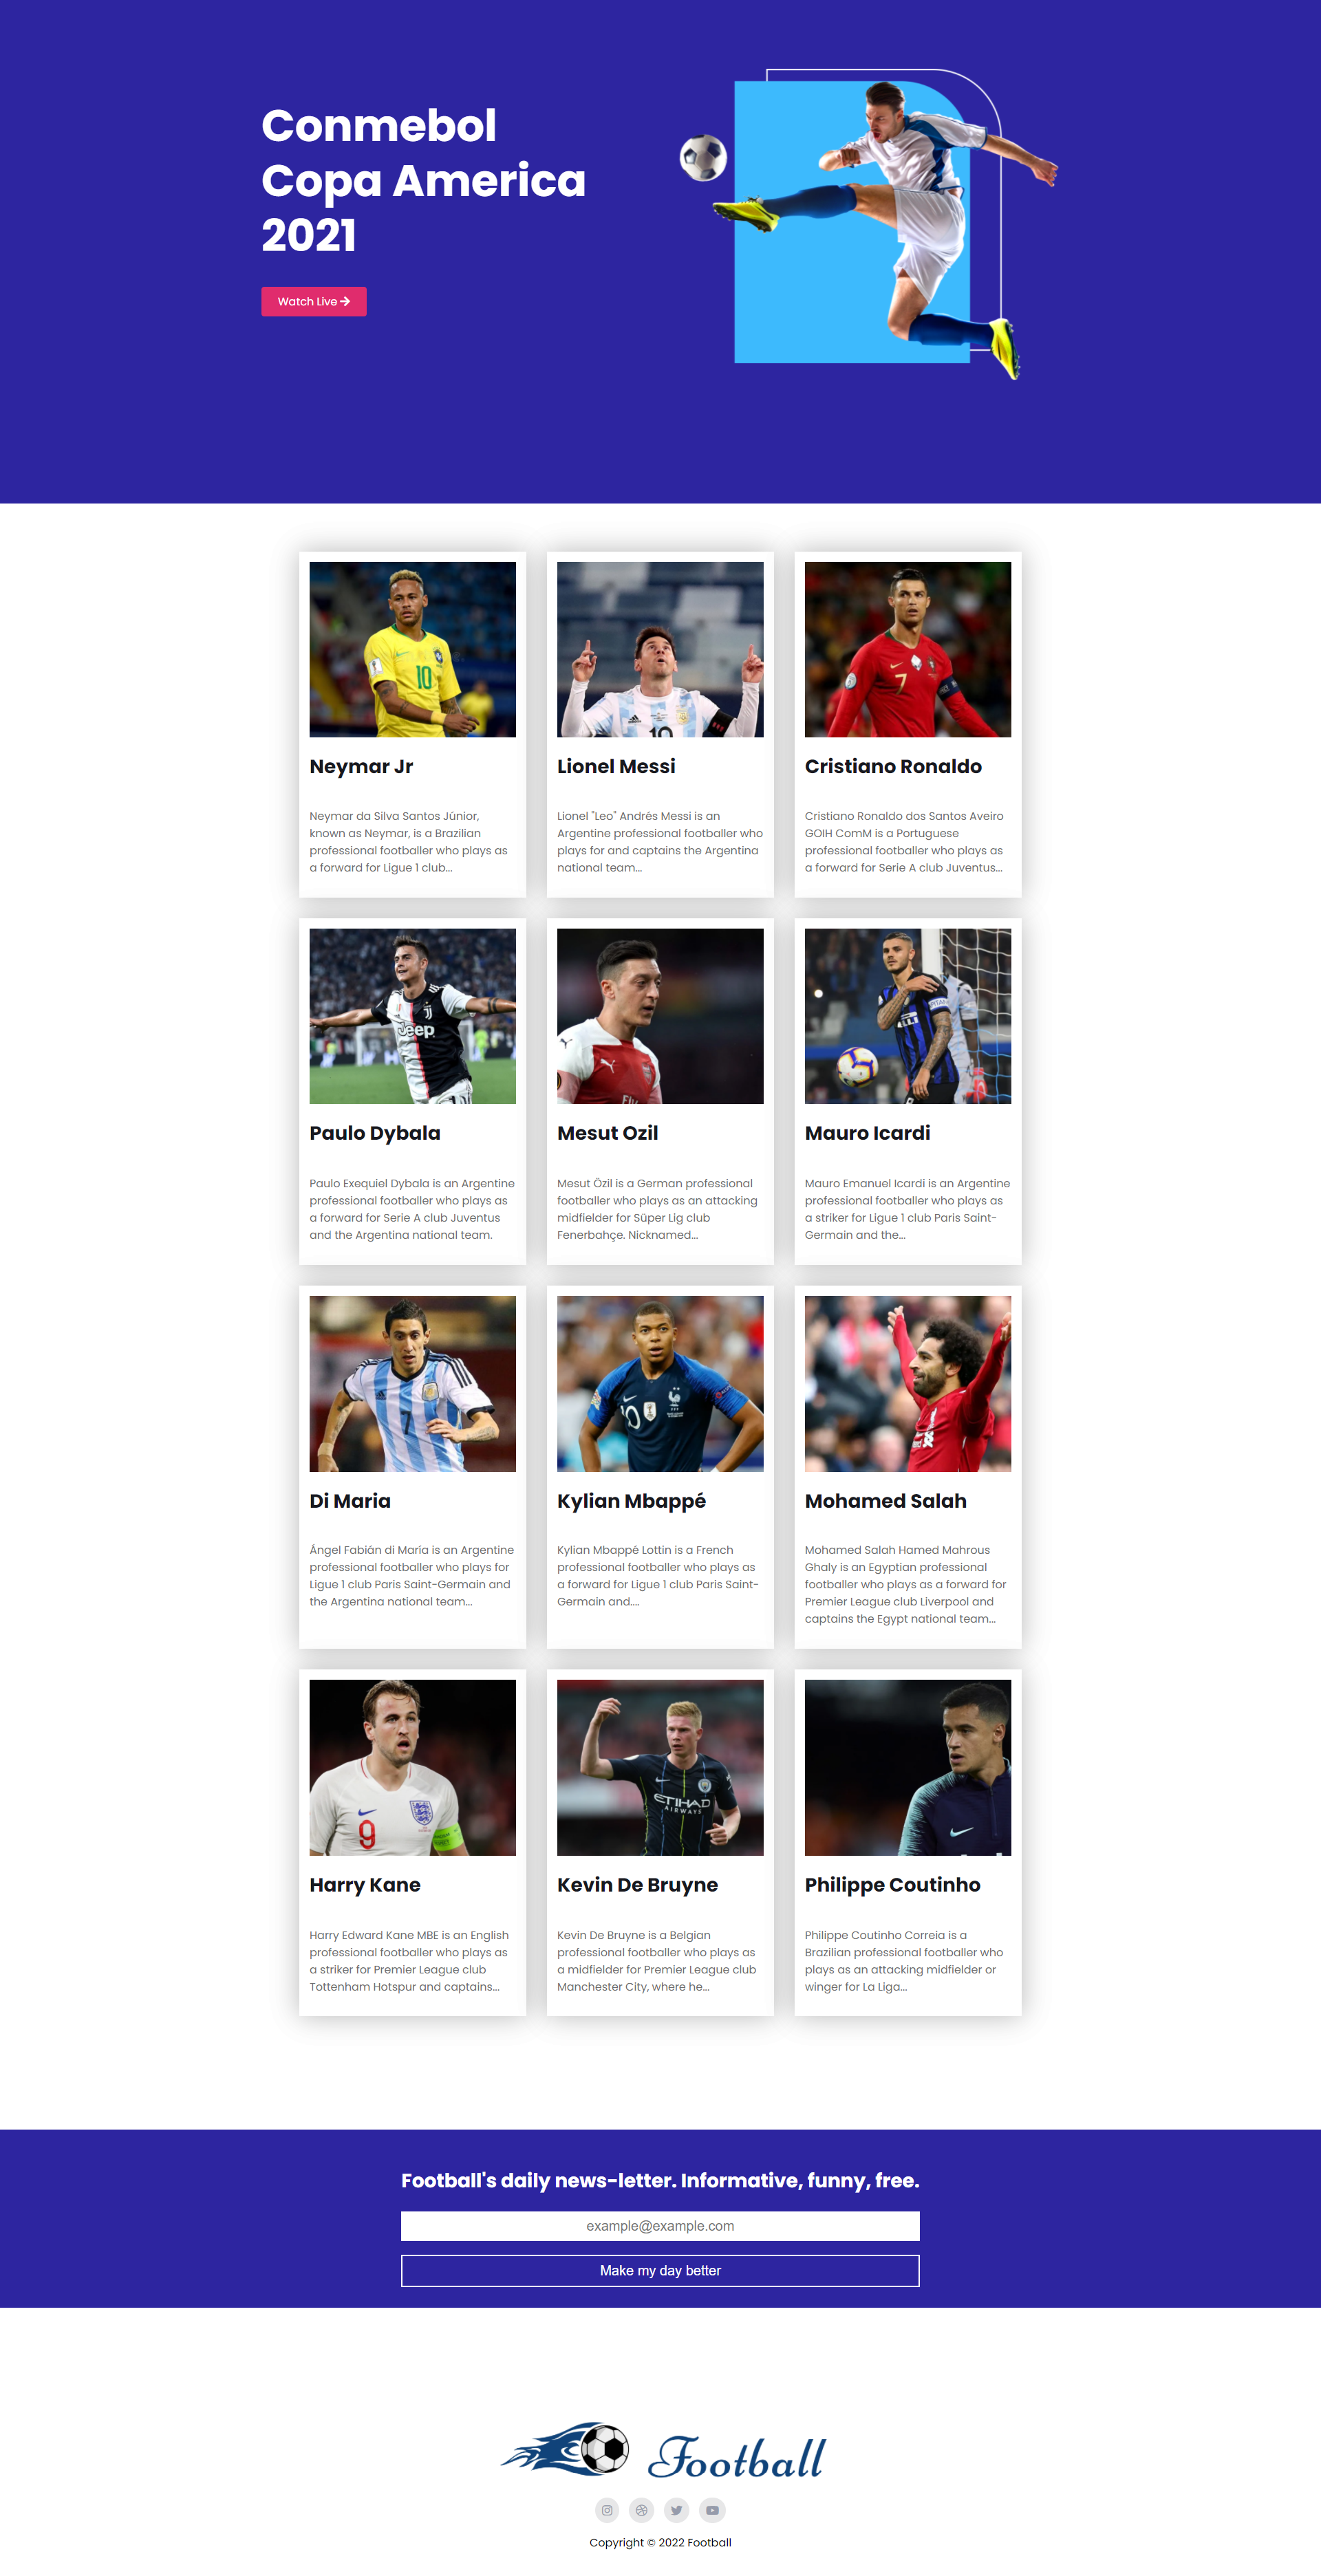 Conmebol
Copa America
2021
Watch Live
10
10
7
Neymar Jr
Lionel Messi
Cristiano Ronaldo
Neymar da Silva Santos Júnior,
known as Neymar, is a Brazilian
professional footballer who plays as
a forward for Ligue 1 club...
Lionel "Leo" Andrés Messi is an
Argentine professional footballer who
plays for and captains the Argentina
national team...
Cristiano Ronaldo dos Santos Aveiro
GOIH ComM is a Portuguese
professional footballer who plays as
a forward for Serie A club Juventus...
Jeep
Paulo Dybala
Mesut Ozil
Mauro Icardi
Paulo Exequiel Dybala is an Argentine
professional footballer who plays as
a forward for Serie A club Juventus
and the Argentina national team.
Mesut Özil is a German professional
footballer who plays as an attacking
midfielder for Süper Lig club
Fenerbahçe. Nicknamed...
Mauro Emanuel Icardi is an Argentine
professional footballer who plays as
a striker for Ligue 1 club Paris Saint-
Germain and the...
7
10
Di Maria
Kylian Mbappé
Mohamed Salah
Ángel Fabián di María is an Argentine
professional footballer who plays for
Ligue 1 club Paris Saint-Germain and
the Argentina national team...
Kylian Mbappé Lottin is a French
professional footballer who plays as
a forward for Ligue 1 club Paris Saint-
Germain and....
Mohamed Salah Hamed Mahrous
Ghaly is an Egyptian professional
footballer who plays as a forward for
Premier League club Liverpool and
captains the Egypt national team...
9
ETIHAD
AIRWAYS
Harry Kane
Kevin De Bruyne
Philippe Coutinho
Harry Edward Kane MBE is an English
professional footballer who plays as
a striker for Premier League club
Tottenham Hotspur and captains...
Kevin De Bruyne is a Belgian
professional footballer who plays as
a midfielder for Premier League club
Manchester City, where he...
Philippe Coutinho Correia is a
Brazilian professional footballer who
plays as an attacking midfielder or
winger for La Liga...
Football's daily news-letter. Informative, funny, free.
example@example.com
Make my day better
Football
Copyright © 2022 Football